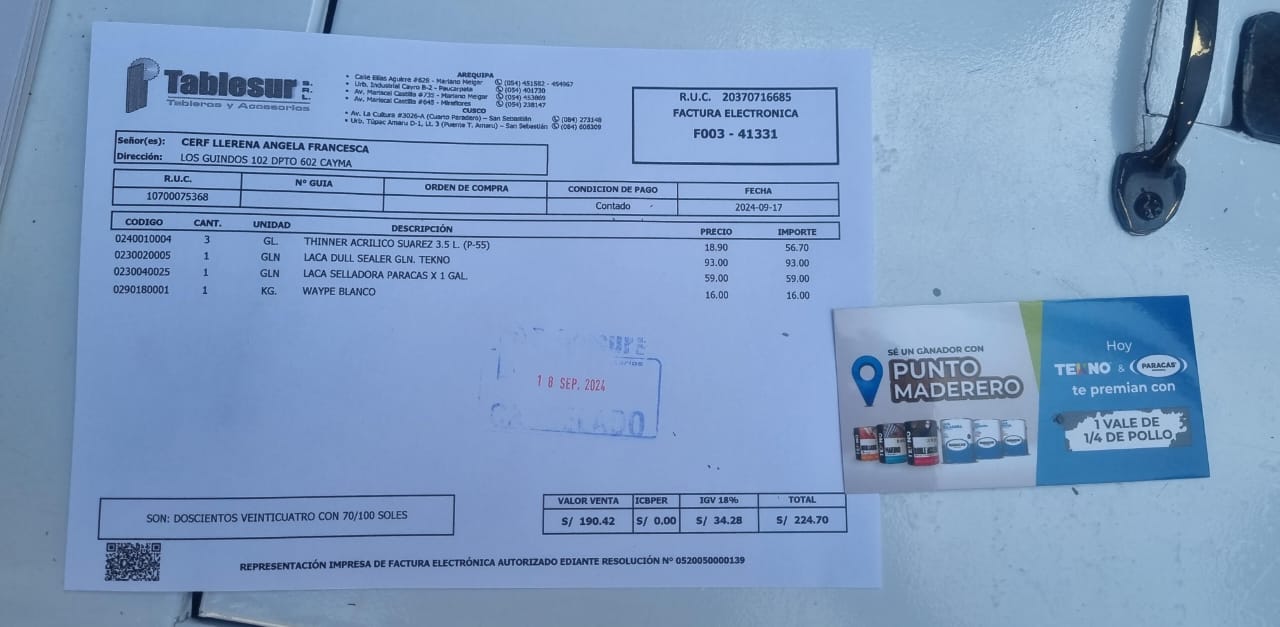 Tablesur S.R.L.
Tableros y Accesorios
AREQUIPA
• Calle Elías Aguirre #626 - Mariano Melgar (054) 451582 - 454967
• Urb. Industrial Cayro B-2 - Paucarpata (054) 401730
• Av. Mariscal Castilla #735 - Mariano Melgar (054) 453869
• Av. Mariscal Castilla #645 - Miraflores (054) 238147
CUSCO
• Av. La Cultura #3026-A (Cuarto Paradero) – San Sebastián (084) 273148
• Urb. Túpac Amaru D-1, Lt. 3 (Puente T. Amaru) – San Sebastián (084) 606309
R.U.C. 20370716685
FACTURA ELECTRONICA
F003 - 41331
Señor(es): CERF LLERENA ANGELA FRANCESCA
Dirección: LOS GUINDOS 102 DPTO 602 CAYMA
R.U.C. N° GUIA ORDEN DE COMPRA CONDICION DE PAGO FECHA
10700075368 Contado 2024-09-17
CODIGO CANT. UNIDAD DESCRIPCIÓN PRECIO IMPORTE
0240010004 3 GL. THINNER ACRILICO SUAREZ 3.5 L. (P-55) 18.90 56.70
0230020005 1 GLN LACA DULL SEALER GLN. TEKNO 93.00 93.00
0230040025 1 GLN LACA SELLADORA PARACAS X 1 GAL. 59.00 59.00
0290180001 1 KG. WAYPE BLANCO 16.00 16.00
18 SEP. 2024
SON: DOSCIENTOS VEINTICUATRO CON 70/100 SOLES
VALOR VENTA ICBPER IGV 18% TOTAL
S/ 190.42 S/ 0.00 S/ 34.28 S/ 224.70
REPRESENTACIÓN IMPRESA DE FACTURA ELECTRÓNICA AUTORIZADO EDIANTE RESOLUCIÓN N° 0520050000139
SÉ UN GANADOR CON
PUNTO
MADERERO
Hoy
TEKNO & PARACAS
te premian con
1 VALE DE
1/4 DE POLLO